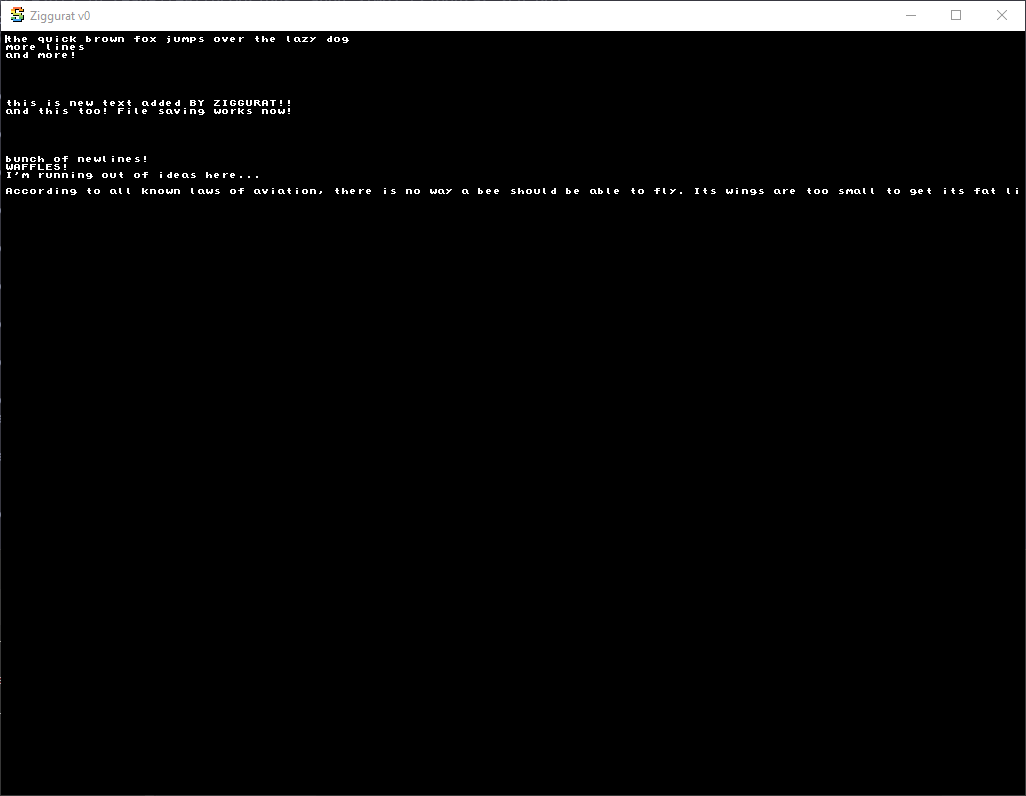 Ziggurat v0
the quick brown fox jumps over the lazy dog
more lines
and more!
this is new text added BY ZIGGURAT!!
and this too! File saving works now!
bunch of newlines!
WAFFLES!
I'm running out of ideas here...
According to all known laws of aviation, there is no way a bee should be able to fly. Its wings are too small to get its fat li